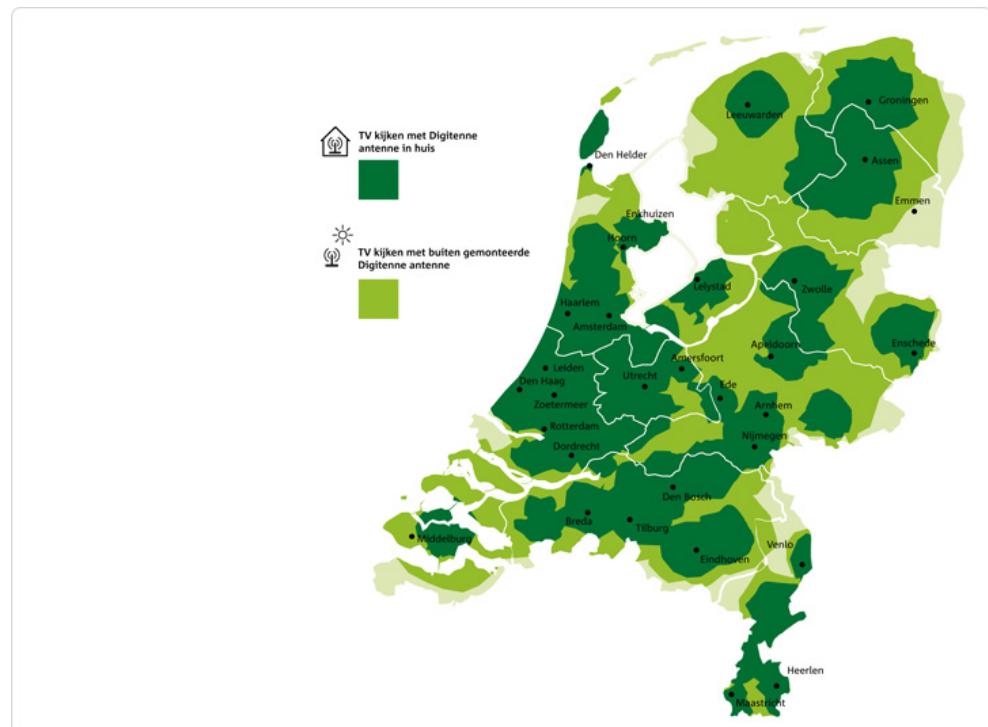 TV kijken met Digitenne
antenne in huis
TV kijken met buiten gemonteerde
Digitenne antenne
Groningen
Leeuwarden
Assen
Den Helder
Emmen
Enkhuizen
Hoorn
Lelystad
Zwolle
Haarlem
Amsterdam
Apeldoorn
Enschede
Amersfoort
Leiden
Utrecht
Den Haag
Ede
Zoetermeer
Arnhem
Rotterdam
Nijmegen
Dordrecht
Den Bosch
Breda
Tilburg
Middelburg
Venlo
Eindhoven
Heerlen
Maastricht